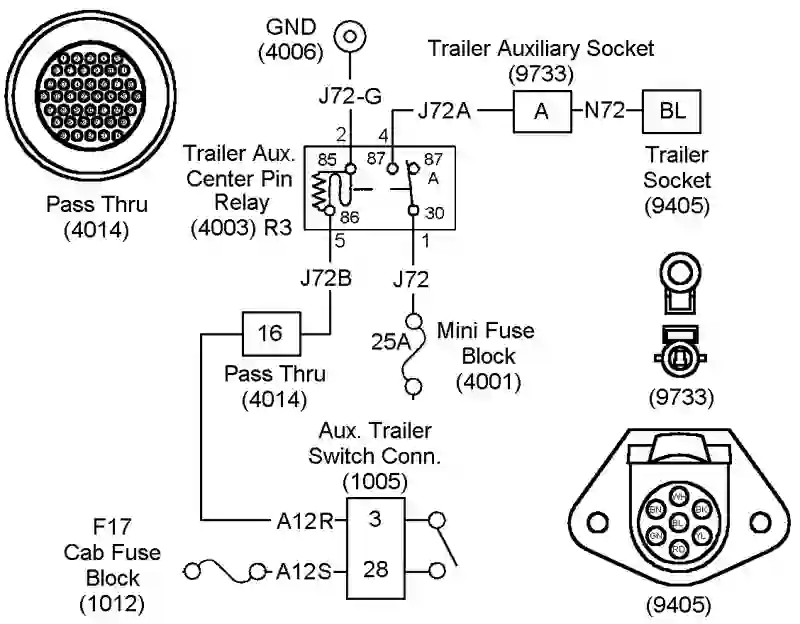 GND
(4006)
Trailer Auxiliary Socket
(9733)
J72-G
J72A
A
N72
BL
2
4
Trailer Aux.
Center Pin
Relay
(4003) R3
85
87
87
A
86
30
5
1
Trailer
Socket
(9405)
Pass Thru
(4014)
J72B
J72
16
Pass Thru
(4014)
25A
Mini Fuse
Block
(4001)
(9733)
Aux. Trailer
Switch Conn.
(1005)
A12R
3
F17
Cab Fuse
Block
(1012)
A12S
28
WH
BN
BK
BL
GN
YL
RD
(9405)